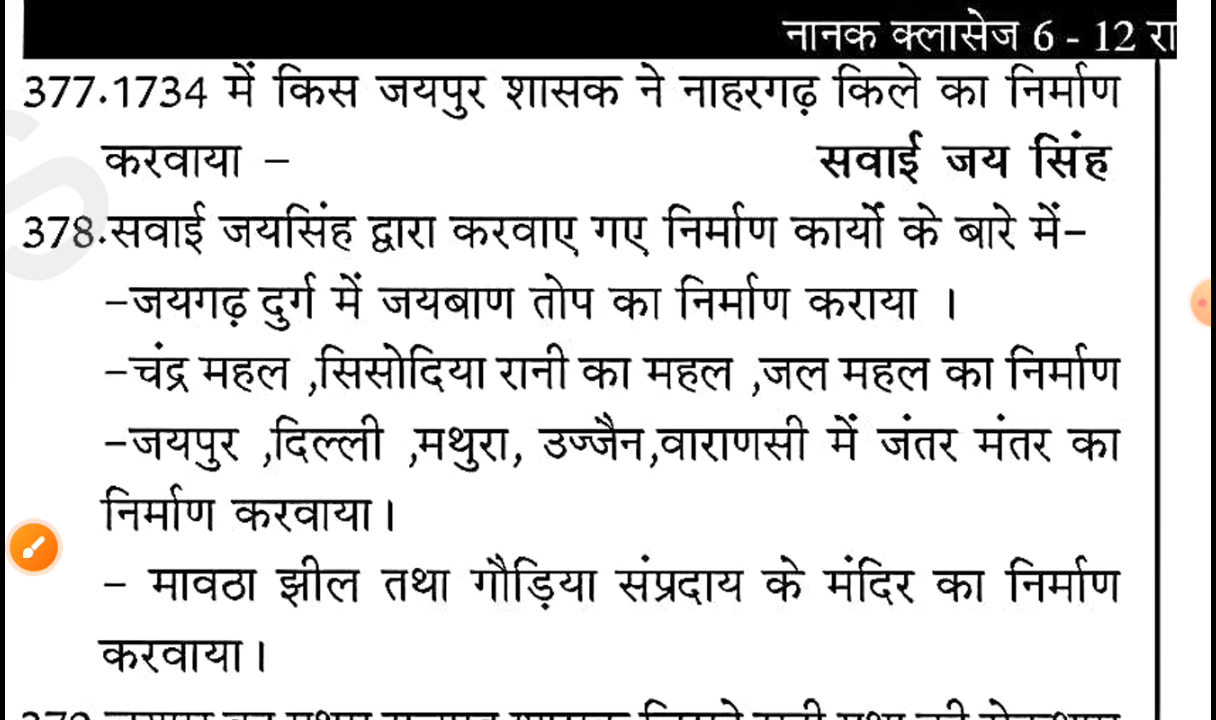 नानक क्लासेज 6 - 12 रा
377.1734 में किस जयपुर शासक ने नाहरगढ़ किले का निर्माण
करवाया – सवाई जय सिंह
378.सवाई जयसिंह द्वारा करवाए गए निर्माण कार्यों के बारे में–
–जयगढ़ दुर्ग में जयबाण तोप का निर्माण कराया ।
–चंद्र महल ,सिसोदिया रानी का महल ,जल महल का निर्माण
–जयपुर ,दिल्ली ,मथुरा, उज्जैन,वाराणसी में जंतर मंतर का
निर्माण करवाया।
– मावठा झील तथा गौड़िया संप्रदाय के मंदिर का निर्माण
करवाया।